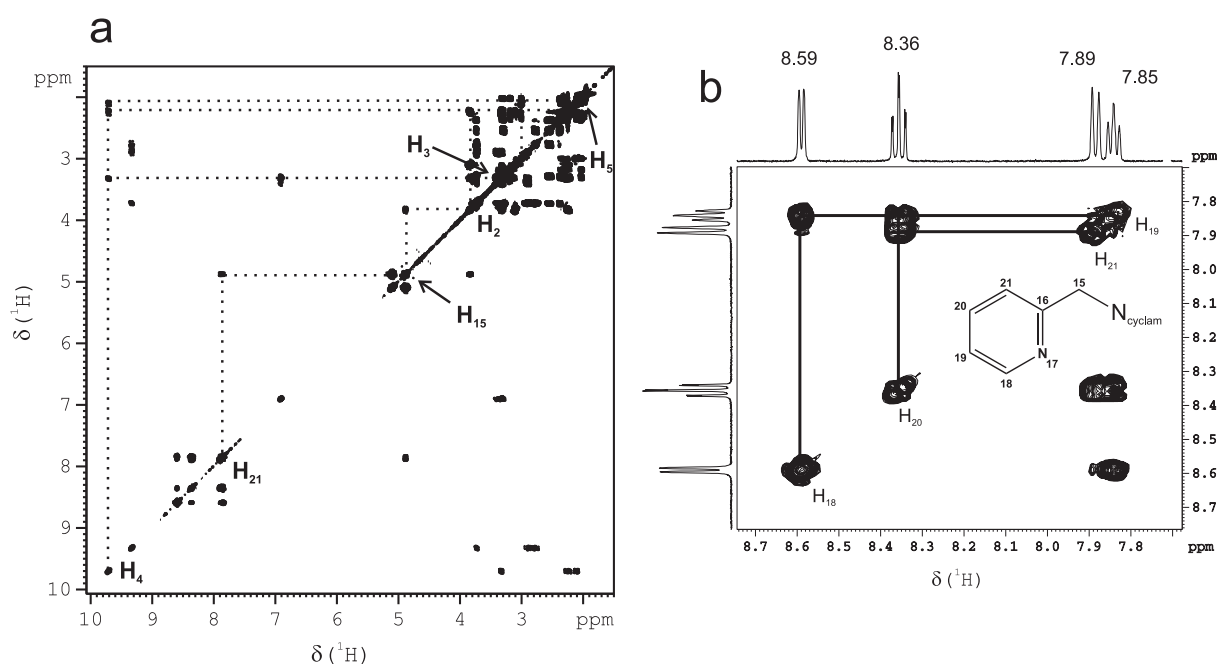 a
ppm
3
4
5
6
7
8
9
10
δ (¹H)
10 9 8 7 6 5 4 3 ppm
δ (¹H)
H₃
H₅
H₂
H₁₅
H₂₁
H₄
b
8.59 8.36 7.89 7.85
ppm
7.8
7.9
8.0
8.1
8.2
8.3
8.4
8.5
8.6
8.7
H₁₉
H₂₁
21 15
20 16
N cyclam
19 N 17
18
H₂₀
H₁₈
8.7 8.6 8.5 8.4 8.3 8.2 8.1 8.0 7.9 7.8 ppm
δ (¹H)